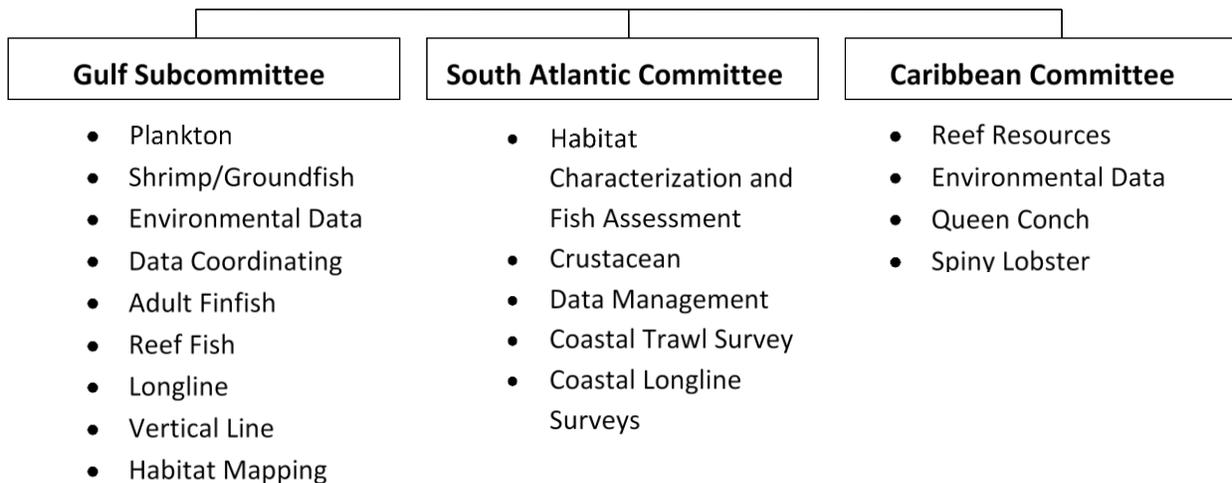 Gulf Subcommittee
• Plankton
• Shrimp/Groundfish
• Environmental Data
• Data Coordinating
• Adult Finfish
• Reef Fish
• Longline
• Vertical Line
• Habitat Mapping
South Atlantic Committee
• Habitat
Characterization and
Fish Assessment
• Crustacean
• Data Management
• Coastal Trawl Survey
• Coastal Longline
Surveys
Caribbean Committee
• Reef Resources
• Environmental Data
• Queen Conch
• Spiny Lobster